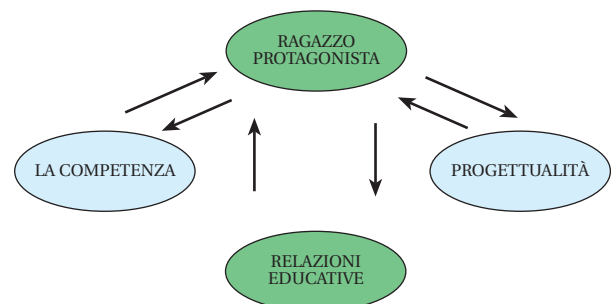 RAGAZZO
PROTAGONISTA
LA COMPETENZA
PROGETTUALITÀ
RELAZIONI
EDUCATIVE